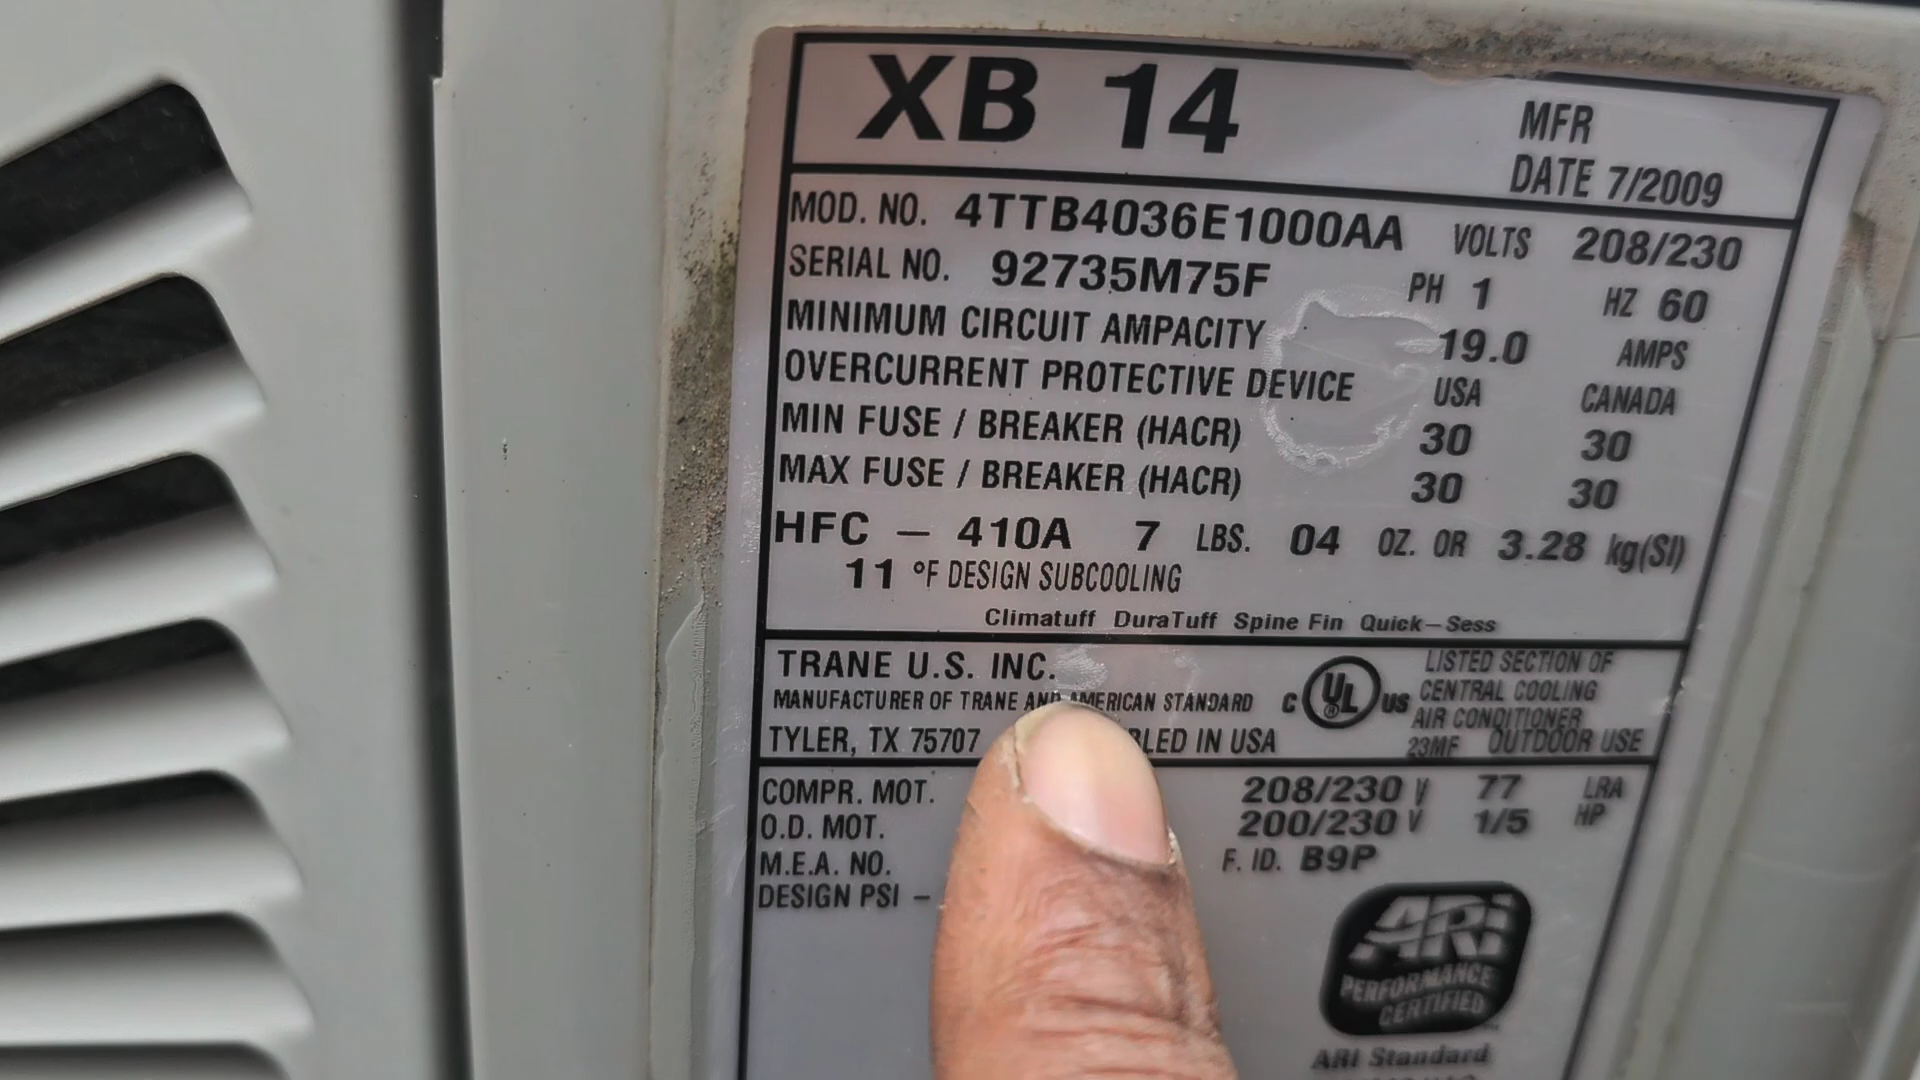 XB 14
MFR
DATE 7/2009
MOD. NO. 4TTB4036E1000AA VOLTS 208/230
SERIAL NO. 92735M75F PH 1 HZ 60
MINIMUM CIRCUIT AMPACITY 19.0 AMPS
OVERCURRENT PROTECTIVE DEVICE USA CANADA
MIN FUSE / BREAKER (HACR) 30 30
MAX FUSE / BREAKER (HACR) 30 30
HFC – 410A 7 LBS. 04 OZ. OR 3.28 kg(SI)
11 °F DESIGN SUBCOOLING
Climatuff DuraTuff Spine Fin Quick–Sess
TRANE U.S. INC.
MANUFACTURER OF TRANE AND AMERICAN STANDARD
TYLER, TX 75707 IN USA
C UL ® US
LISTED SECTION OF
CENTRAL COOLING
AIR CONDITIONER
23MF OUTDOOR USE
COMPR. MOT. 208/230 V 77 LRA
O.D. MOT. 200/230 V 1/5 HP
M.E.A. NO. F. ID. B9P
DESIGN PSI –
ARI
PERFORMANCE
CERTIFIED
ARI Standard